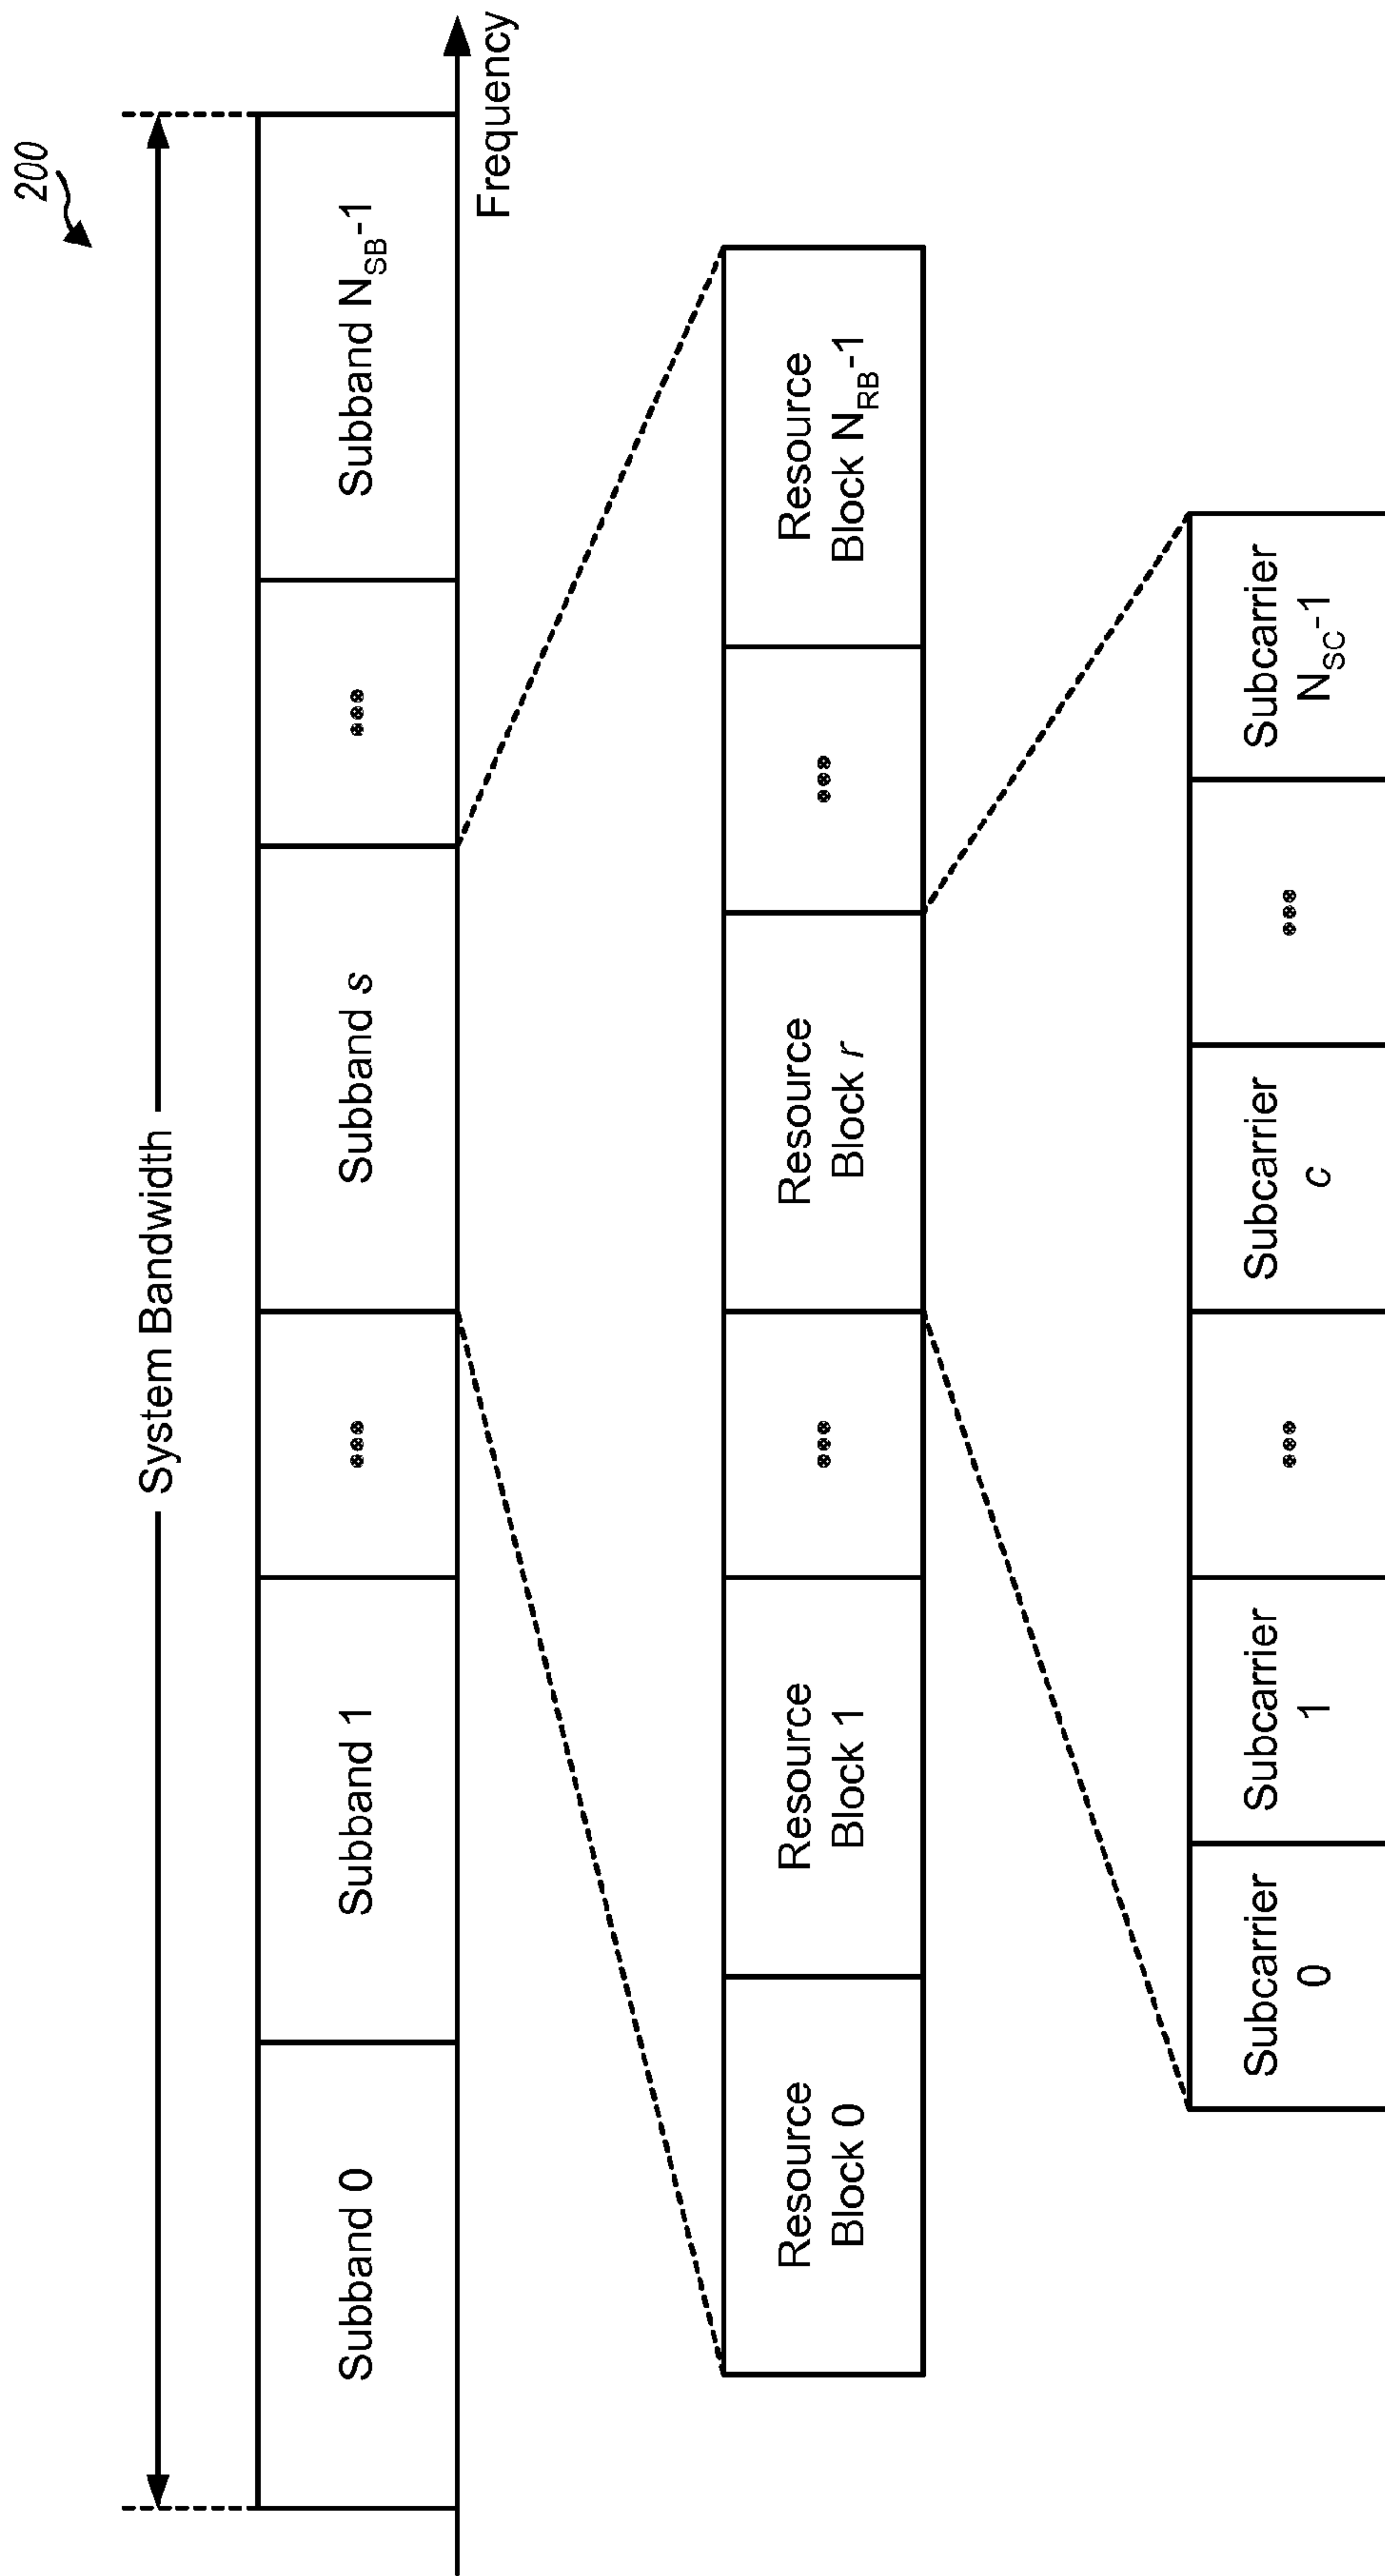 200
System Bandwidth
Subband 0
Subband 1
•••
Subband s
•••
Subband N_SB-1
Frequency
Resource
Block 0
Resource
Block 1
•••
Resource
Block r
•••
Resource
Block N_RB-1
Subcarrier
0
Subcarrier
1
•••
Subcarrier
c
•••
Subcarrier
N_SC-1